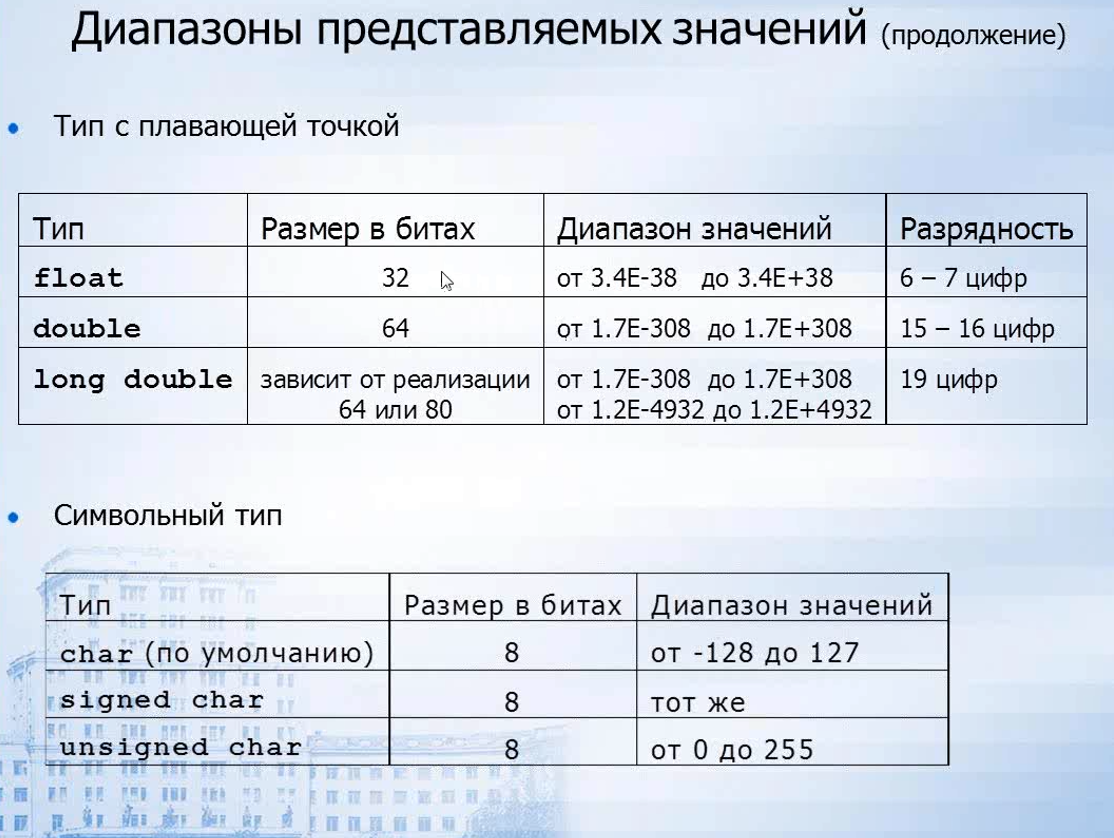 Диапазоны представляемых значений (продолжение)
• Тип с плавающей точкой
Тип Размер в битах Диапазон значений Разрядность
float 32 от 3.4E-38 до 3.4E+38 6 – 7 цифр
double 64 от 1.7E-308 до 1.7E+308 15 – 16 цифр
long double зависит от реализации от 1.7E-308 до 1.7E+308 19 цифр
64 или 80 от 1.2E-4932 до 1.2E+4932
• Символьный тип
Тип Размер в битах Диапазон значений
char (по умолчанию) 8 от -128 до 127
signed char 8 тот же
unsigned char 8 от 0 до 255